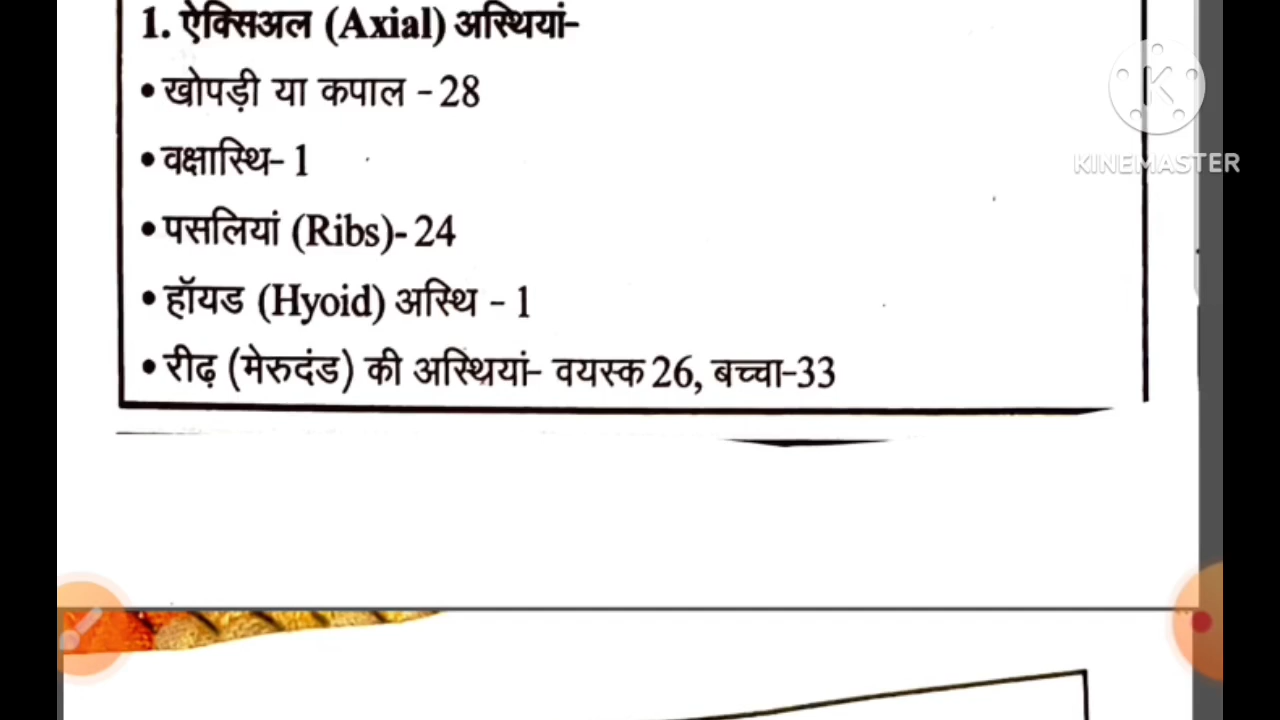 1. ऐक्सिअल (Axial) अस्थियां-
• खोपड़ी या कपाल - 28
• वक्षास्थि- 1
• पसलियां (Ribs)- 24
• हॉयड (Hyoid) अस्थि - 1
• रीढ़ (मेरुदंड) की अस्थियां- वयस्क 26, बच्चा-33
K
KINEMASTER